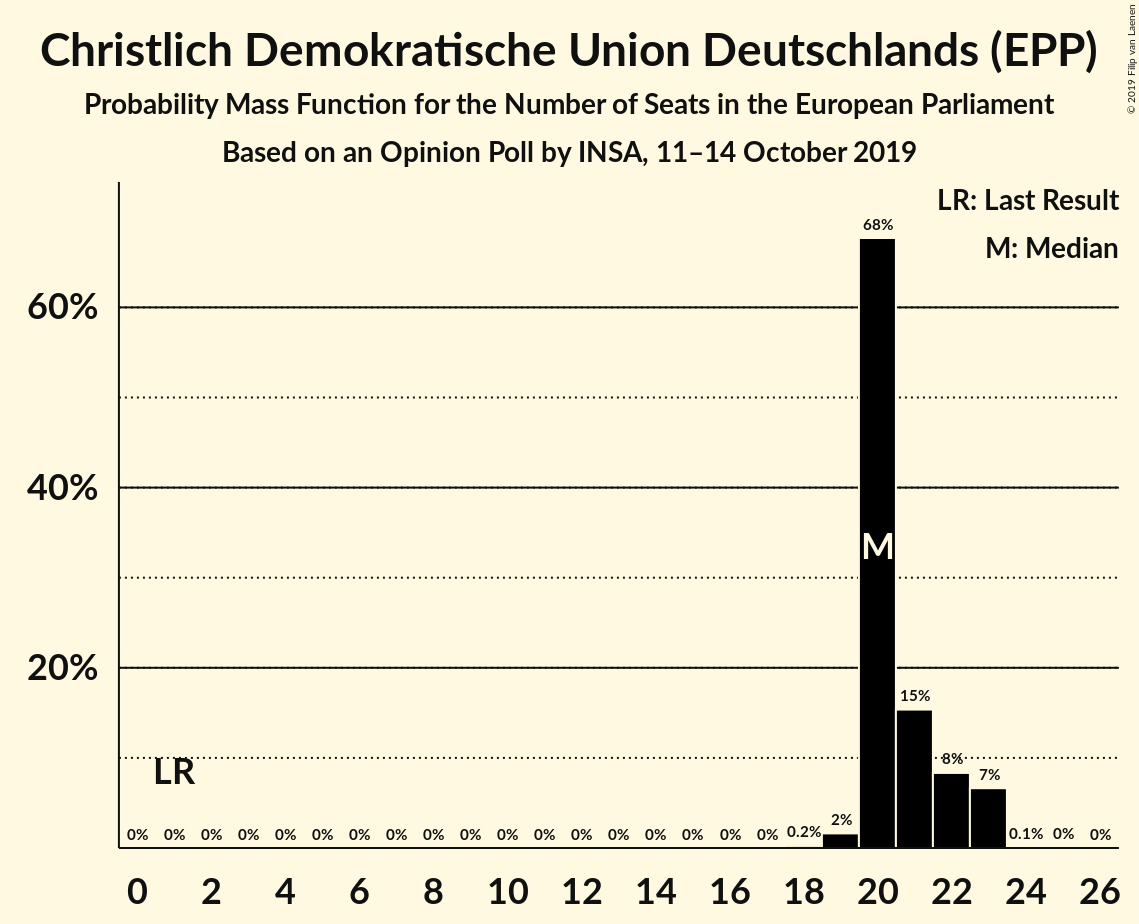 Christlich Demokratische Union Deutschlands (EPP)
Probability Mass Function for the Number of Seats in the European Parliament
Based on an Opinion Poll by INSA, 11–14 October 2019
© 2019 Filip van Laenen
LR: Last Result
M: Median
68%
60%
40%
M
20%
15%
8%
7%
LR
0% 0% 0% 0% 0% 0% 0% 0% 0% 0% 0% 0% 0% 0% 0% 0% 0% 0% 0.2% 2% 0.1% 0% 0%
0 2 4 6 8 10 12 14 16 18 20 22 24 26